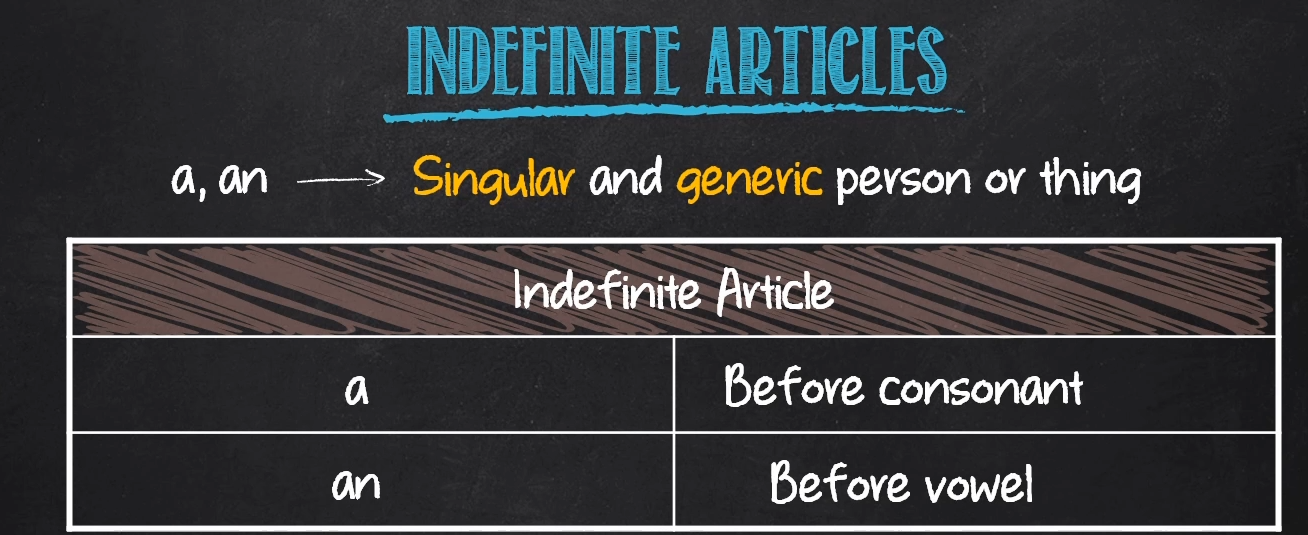 INDEFINITE ARTICLES
a, an → Singular and generic person or thing
Indefinite Article
a Before consonant
an Before vowel